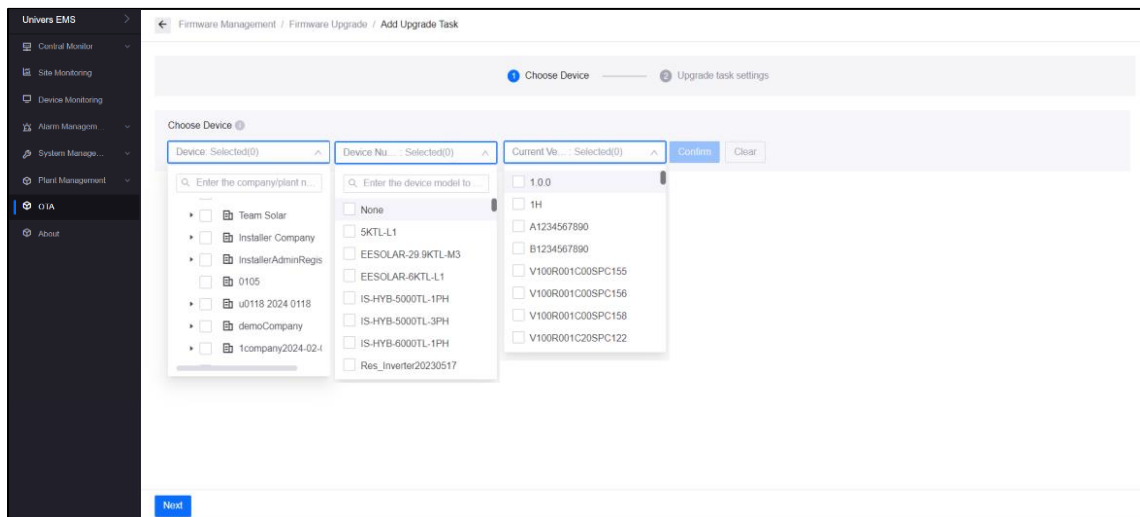 Univers EMS
Central Monitor
Site Monitoring
Device Monitoring
Alarm Managem...
System Manage...
Plant Management
OTA
About
Firmware Management / Firmware Upgrade / Add Upgrade Task
1 Choose Device
2 Upgrade task settings
Choose Device
Device: Selected(0)
Device Nu... : Selected(0)
Current Ve... : Selected(0)
Confirm
Clear
Enter the company/plant n...
Team Solar
Installer Company
InstallerAdminRegis
0105
u0118 2024 0118
demoCompany
1company2024-02-
Enter the device model to ...
None
5KTL-L1
EESOLAR-29.9KTL-M3
EESOLAR-6KTL-L1
IS-HYB-5000TL-1PH
IS-HYB-5000TL-3PH
IS-HYB-6000TL-1PH
Res_Inverter20230517
1.0.0
1H
A1234567890
B1234567890
V100R001C00SPC155
V100R001C00SPC156
V100R001C00SPC158
V100R001C20SPC122
Next